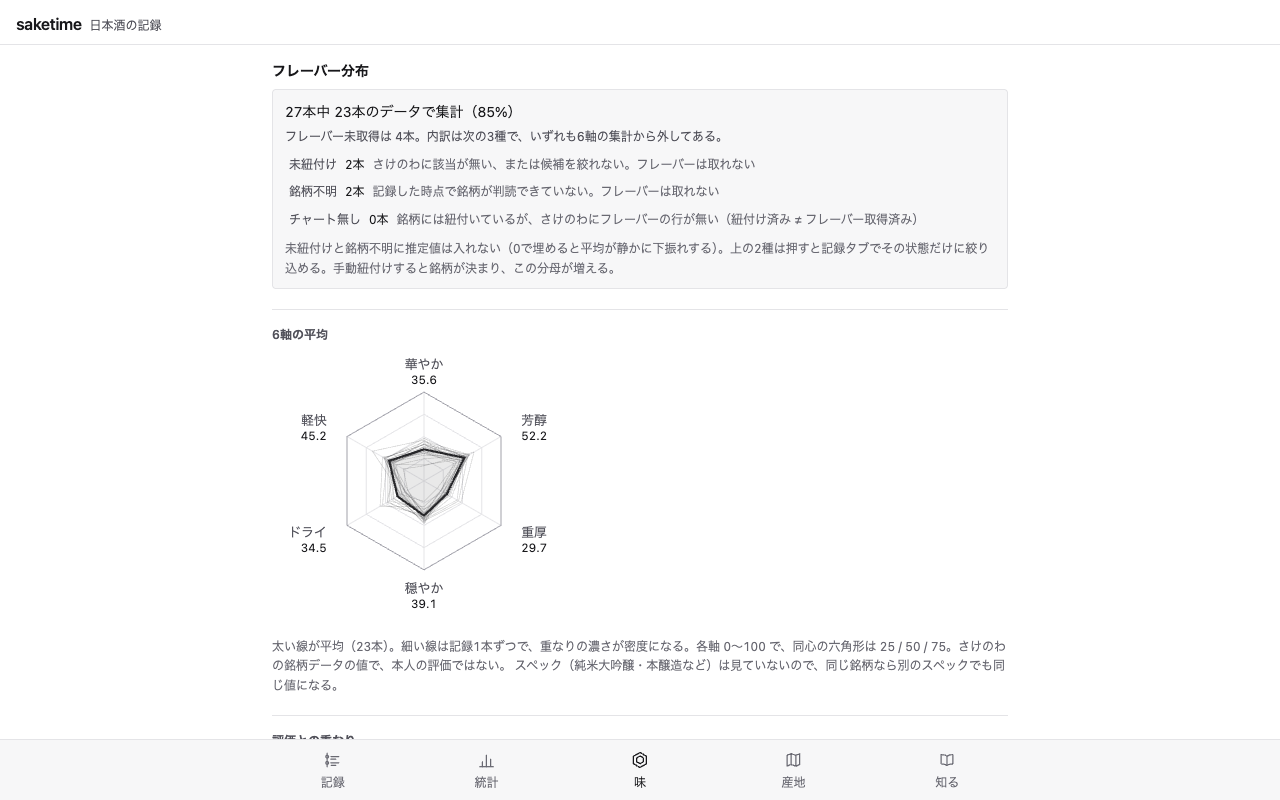 saketime 日本酒の記録
フレーバー分布
27本中 23本のデータで集計（85%）
フレーバー未取得は 4本。内訳は次の3種で、いずれも6軸の集計から外してある。
未紐付け 2本 さけのわに該当が無い、または候補を絞れない。フレーバーは取れない
銘柄不明 2本 記録した時点で銘柄が判読できていない。フレーバーは取れない
チャート無し 0本 銘柄には紐付いているが、さけのわにフレーバーの行が無い（紐付け済み ≠ フレーバー取得済み）
未紐付けと銘柄不明に推定値は入れない（0で埋めると平均が静かに下振れする）。上の2種は押すと記録タブでその状態だけに絞り
込める。手動紐付けすると銘柄が決まり、この分母が増える。
6軸の平均
華やか
35.6
軽快
45.2
芳醇
52.2
ドライ
34.5
重厚
29.7
穏やか
39.1
太い線が平均（23本）。細い線は記録1本ずつで、重なりの濃さが密度になる。各軸 0〜100 で、同心の六角形は 25 / 50 / 75。さけのわ
の銘柄データの値で、本人の評価ではない。 スペック（純米大吟醸・本醸造など）は見ていないので、同じ銘柄なら別のスペックでも同
じ値になる。
評価との重なり
記録
統計
味
産地
知る